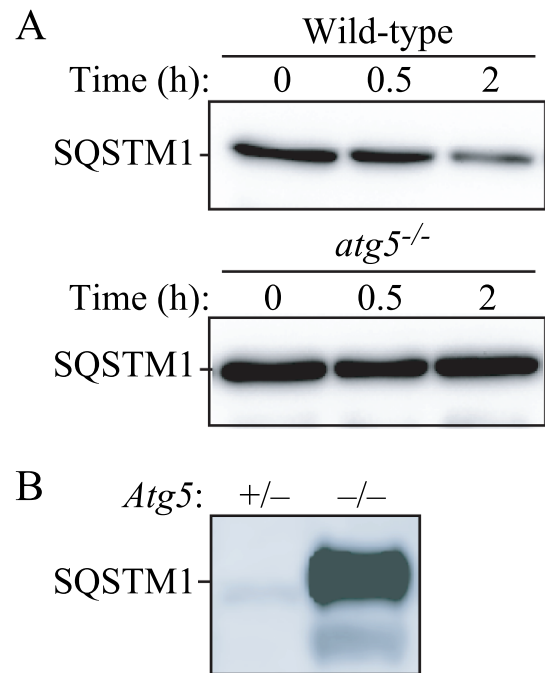 A
Wild-type
Time (h): 0 0.5 2
SQSTM1
atg5-/-
Time (h): 0 0.5 2
SQSTM1
B
Atg5: +/– –/–
SQSTM1